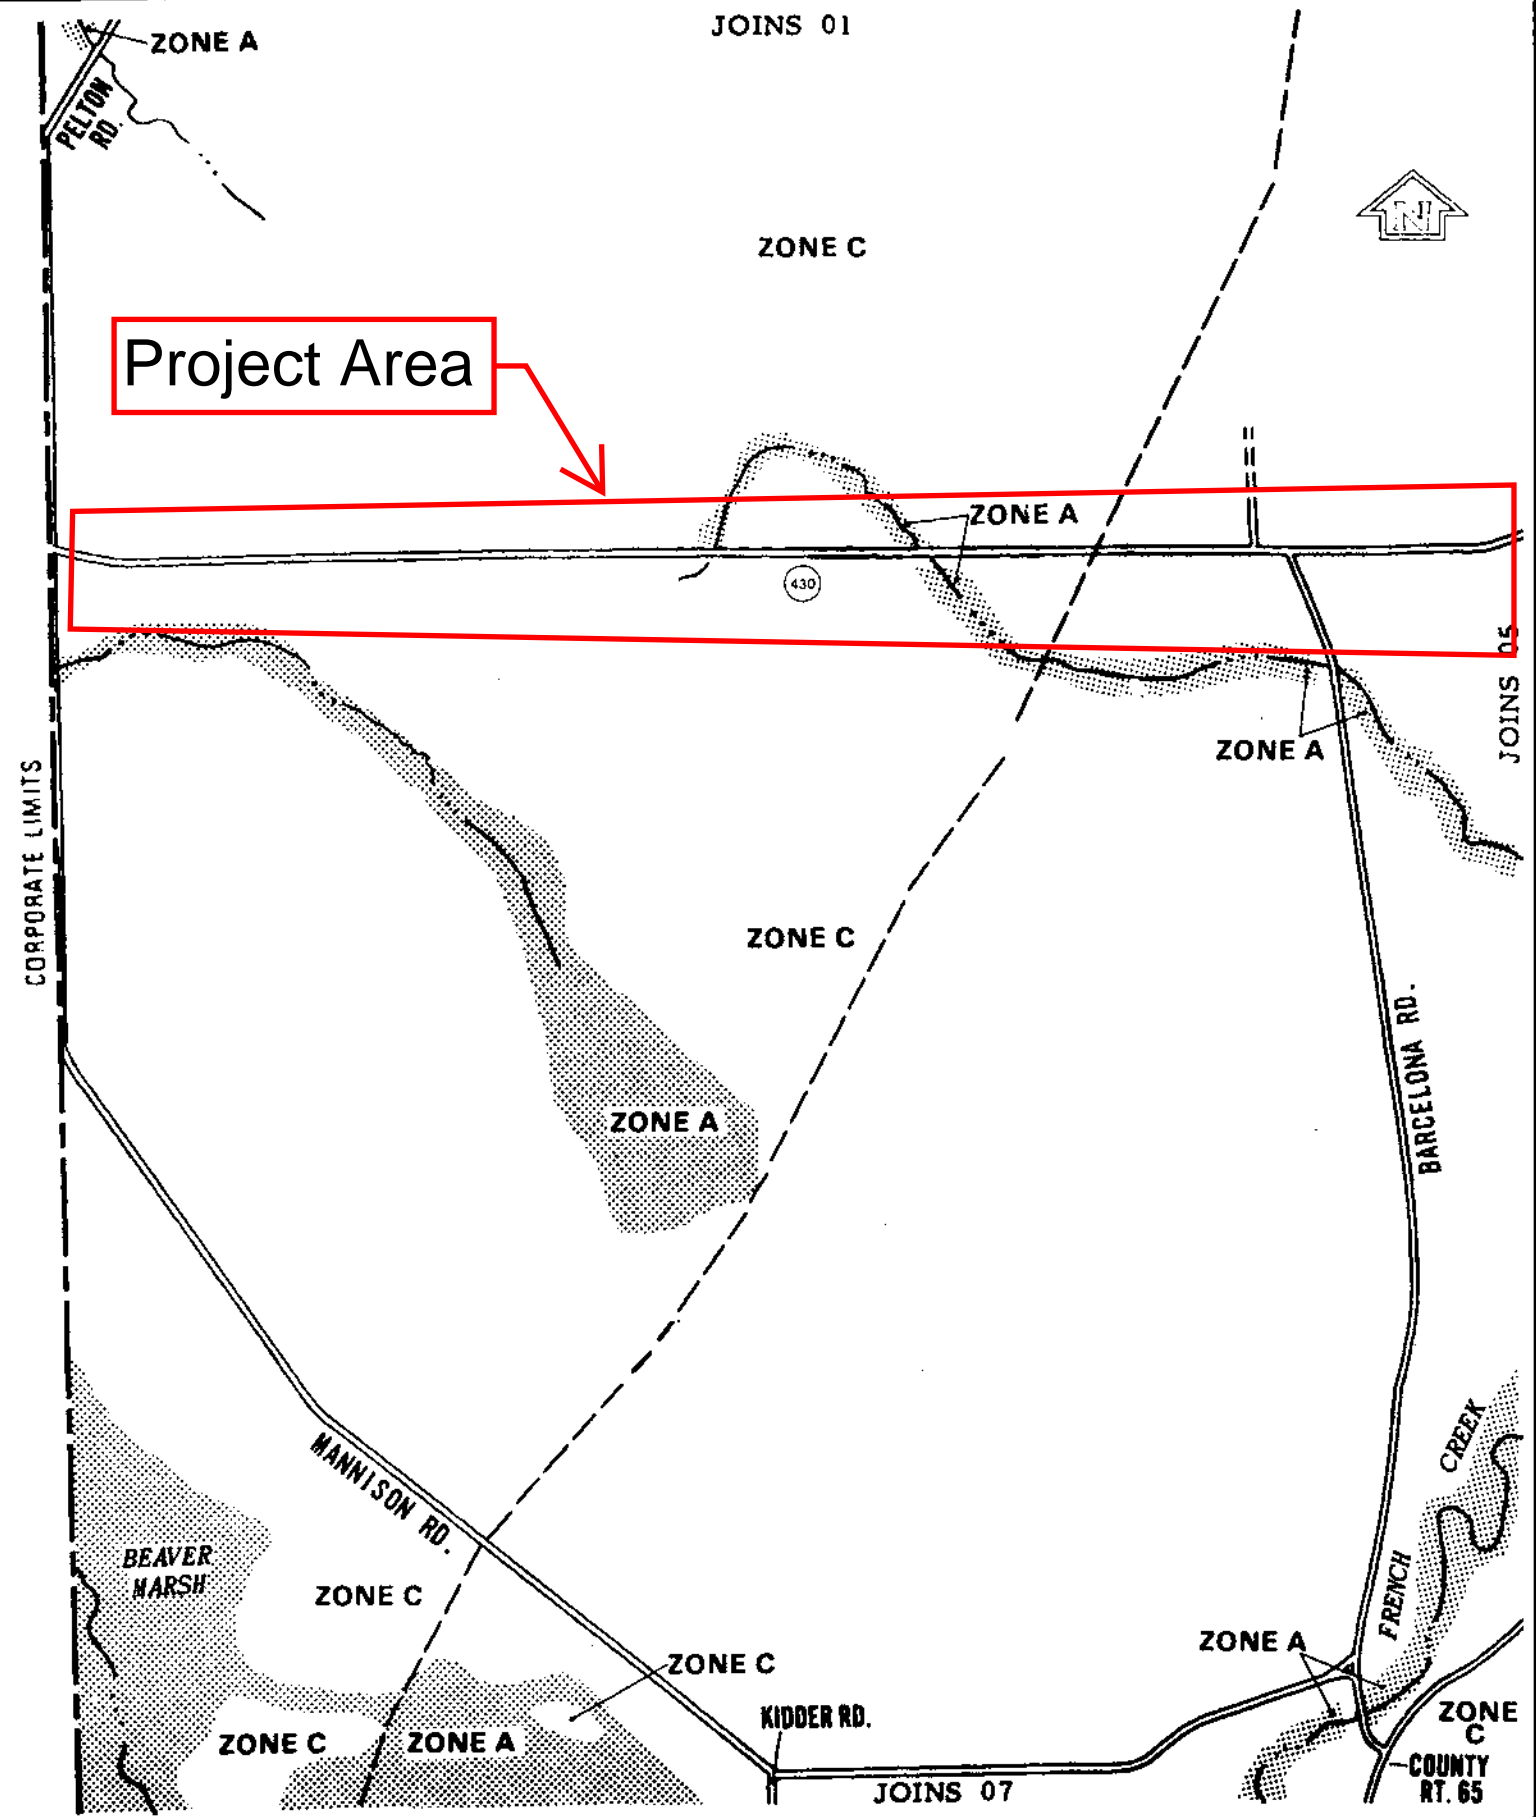 JOINS 01
ZONE A
PELTON
RD.
N
ZONE C
Project Area
ZONE A
430
JOINS 05
ZONE A
CORPORATE LIMITS
ZONE C
BARCELONA RD.
ZONE A
MANNISON RD.
CREEK
FRENCH
BEAVER
MARSH
ZONE C
ZONE A
ZONE C
KIDDER RD.
ZONE
C
ZONE C
ZONE A
COUNTY
RT. 65
JOINS 07